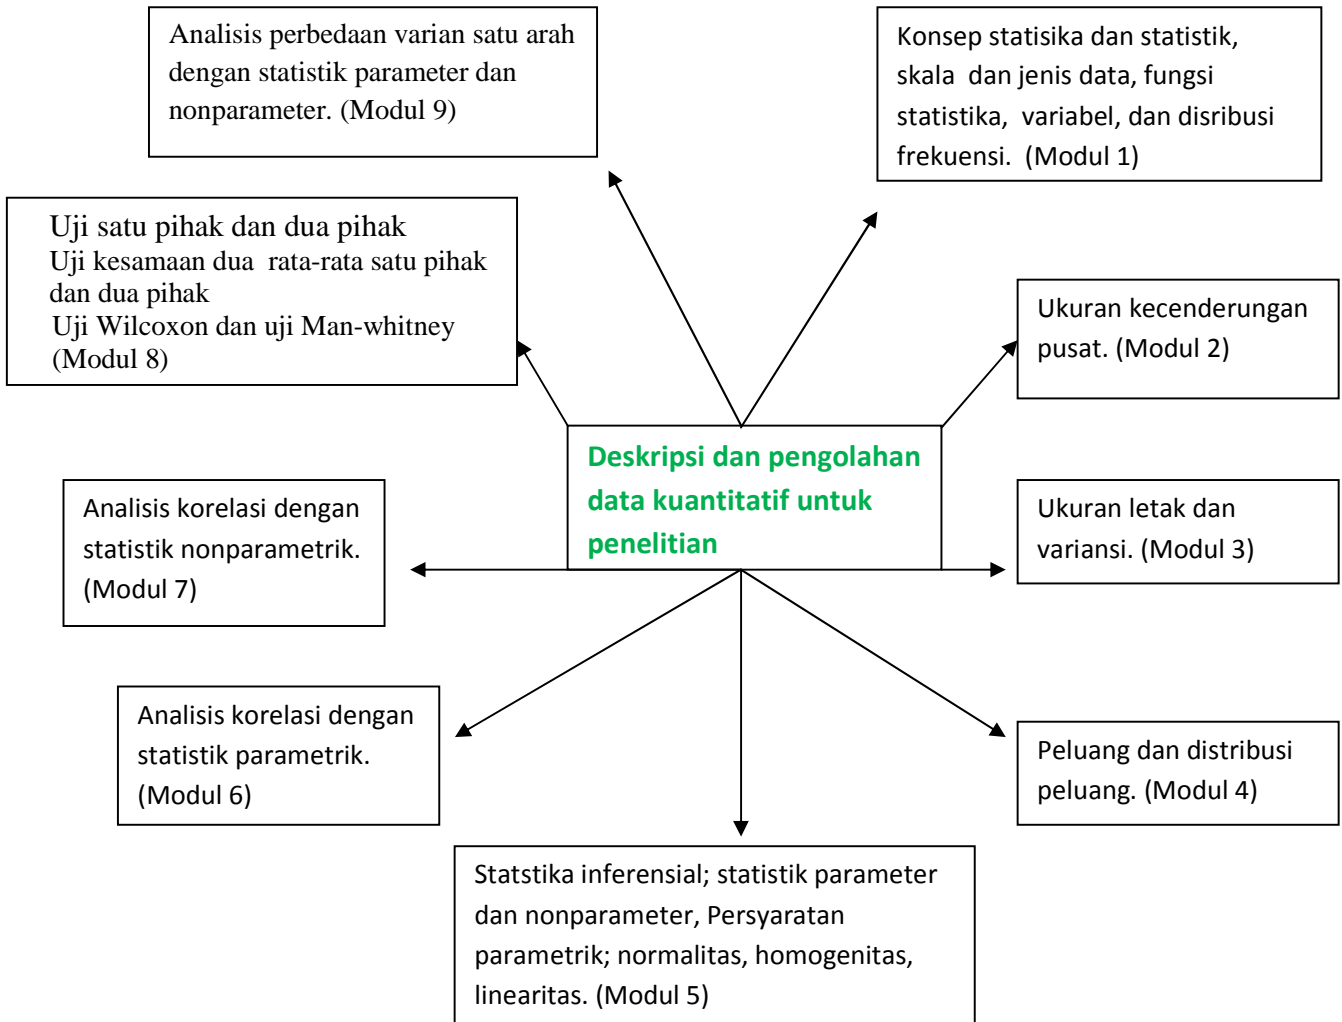 Analisis perbedaan varian satu arah
dengan statistik parameter dan
nonparameter. (Modul 9)
Konsep statisika dan statistik,
skala dan jenis data, fungsi
statistika, variabel, dan disribusi
frekuensi. (Modul 1)
Uji satu pihak dan dua pihak
Uji kesamaan dua rata-rata satu pihak
dan dua pihak
Uji Wilcoxon dan uji Man-whitney
(Modul 8)
Ukuran kecenderungan
pusat. (Modul 2)
Deskripsi dan pengolahan
data kuantitatif untuk
penelitian
Analisis korelasi dengan
statistik nonparametrik.
(Modul 7)
Ukuran letak dan
variansi. (Modul 3)
Analisis korelasi dengan
statistik parametrik.
(Modul 6)
Peluang dan distribusi
peluang. (Modul 4)
Statstika inferensial; statistik parameter
dan nonparameter, Persyaratan
parametrik; normalitas, homogenitas,
linearitas. (Modul 5)